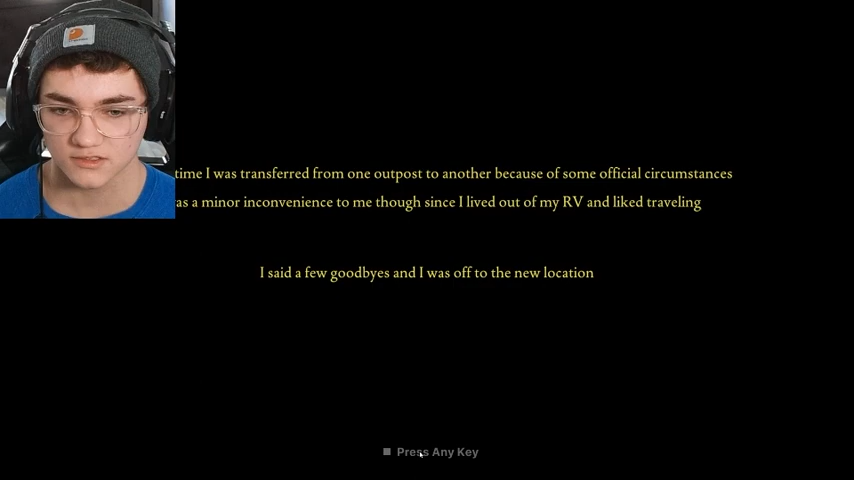 time I was transferred from one outpost to another because of some official circumstances
as a minor inconvenience to me though since I lived out of my RV and liked traveling
I said a few goodbyes and I was off to the new location
Press Any Key